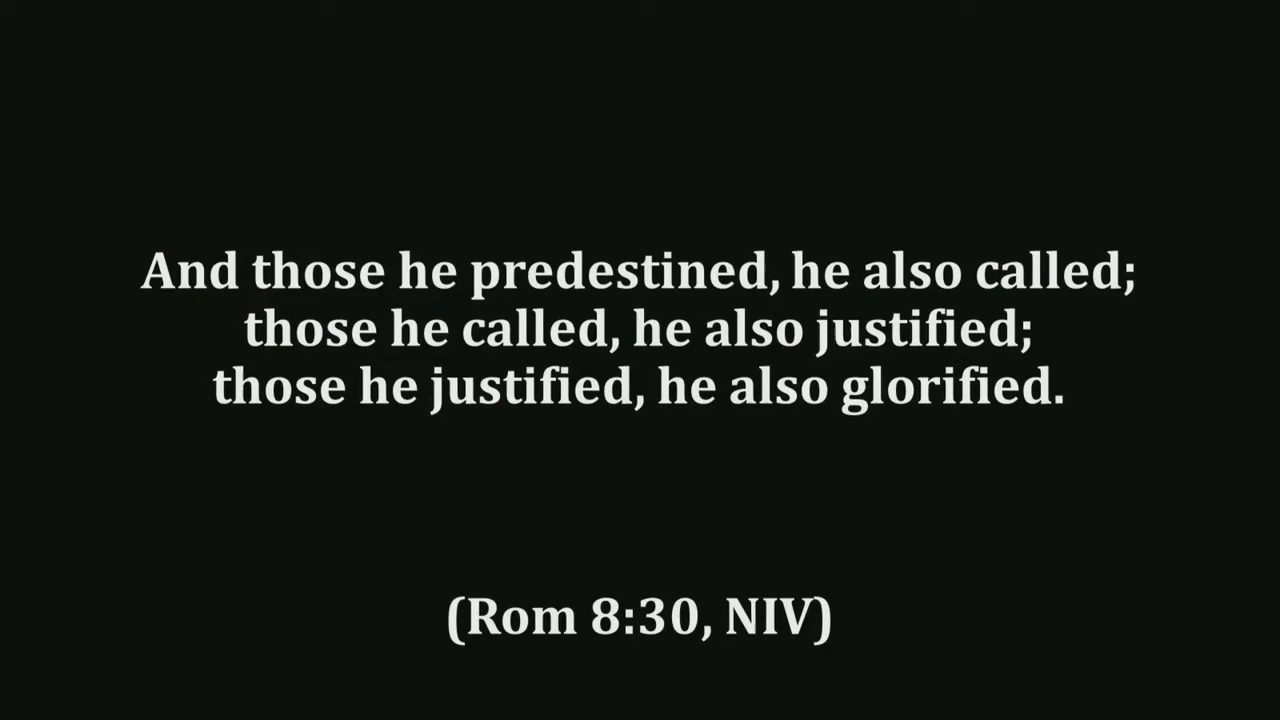 And those he predestined, he also called;
those he called, he also justified;
those he justified, he also glorified.
(Rom 8:30, NIV)